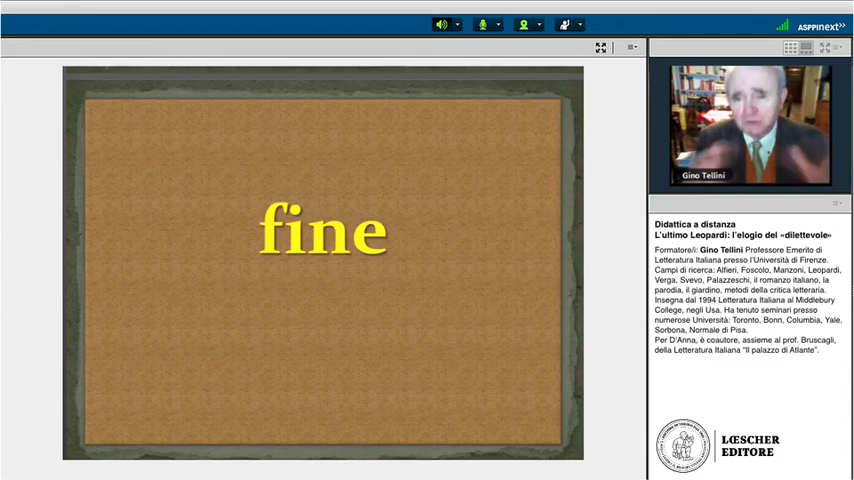 ASPPInext>>
fine
Gino Tellini
Didattica a distanza
L'ultimo Leopardi: l'elogio del «dilettevole»
Formatore/i: Gino Tellini Professore Emerito di
Letteratura Italiana presso l'Università di Firenze.
Campi di ricerca: Alfieri, Foscolo, Manzoni, Leopardi,
Verga, Svevo, Palazzeschi, il romanzo italiano, la
parodia, il giardino, metodi della critica letteraria.
Insegna dal 1994 Letteratura Italiana al Middlebury
College, negli Usa. Ha tenuto seminari presso
numerose Università: Toronto, Bonn, Columbia, Yale,
Sorbona, Normale di Pisa.
Per D'Anna, è coautore, assieme al prof. Bruscagli,
della Letteratura Italiana "Il palazzo di Atlante".
LŒSCHER
EDITORE